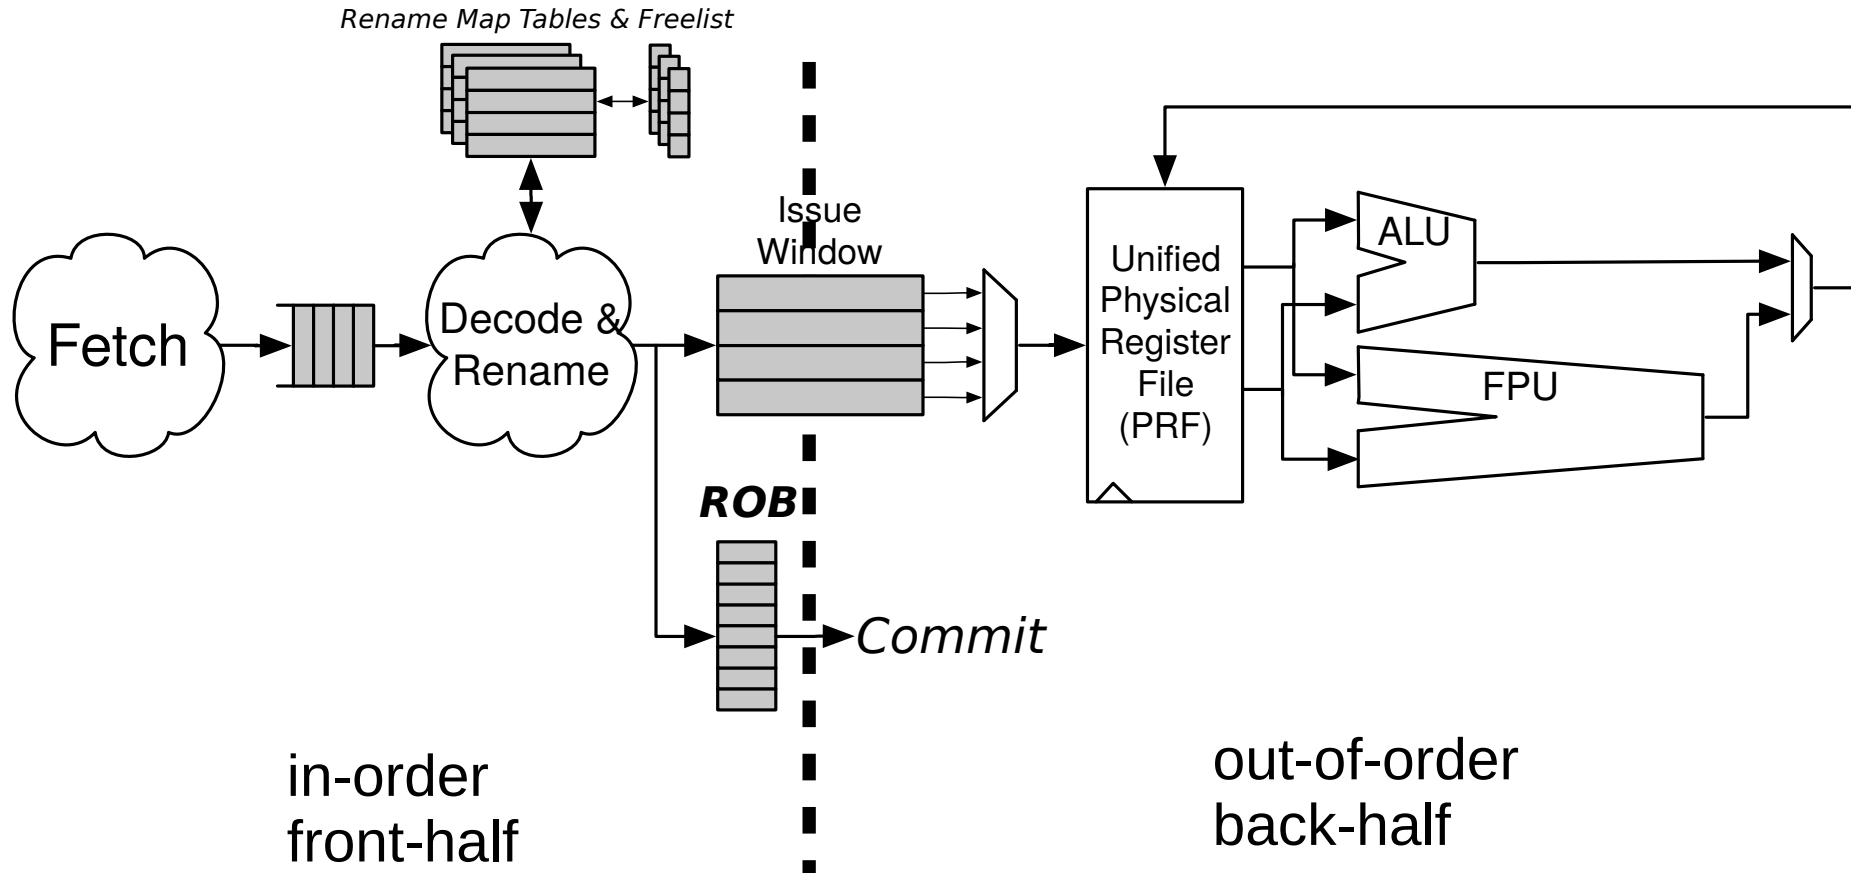 Rename Map Tables & Freelist
Issue
Window
Fetch
Decode &
Rename
Unified
Physical
Register
File
(PRF)
ALU
FPU
ROB
Commit
in-order
front-half
out-of-order
back-half